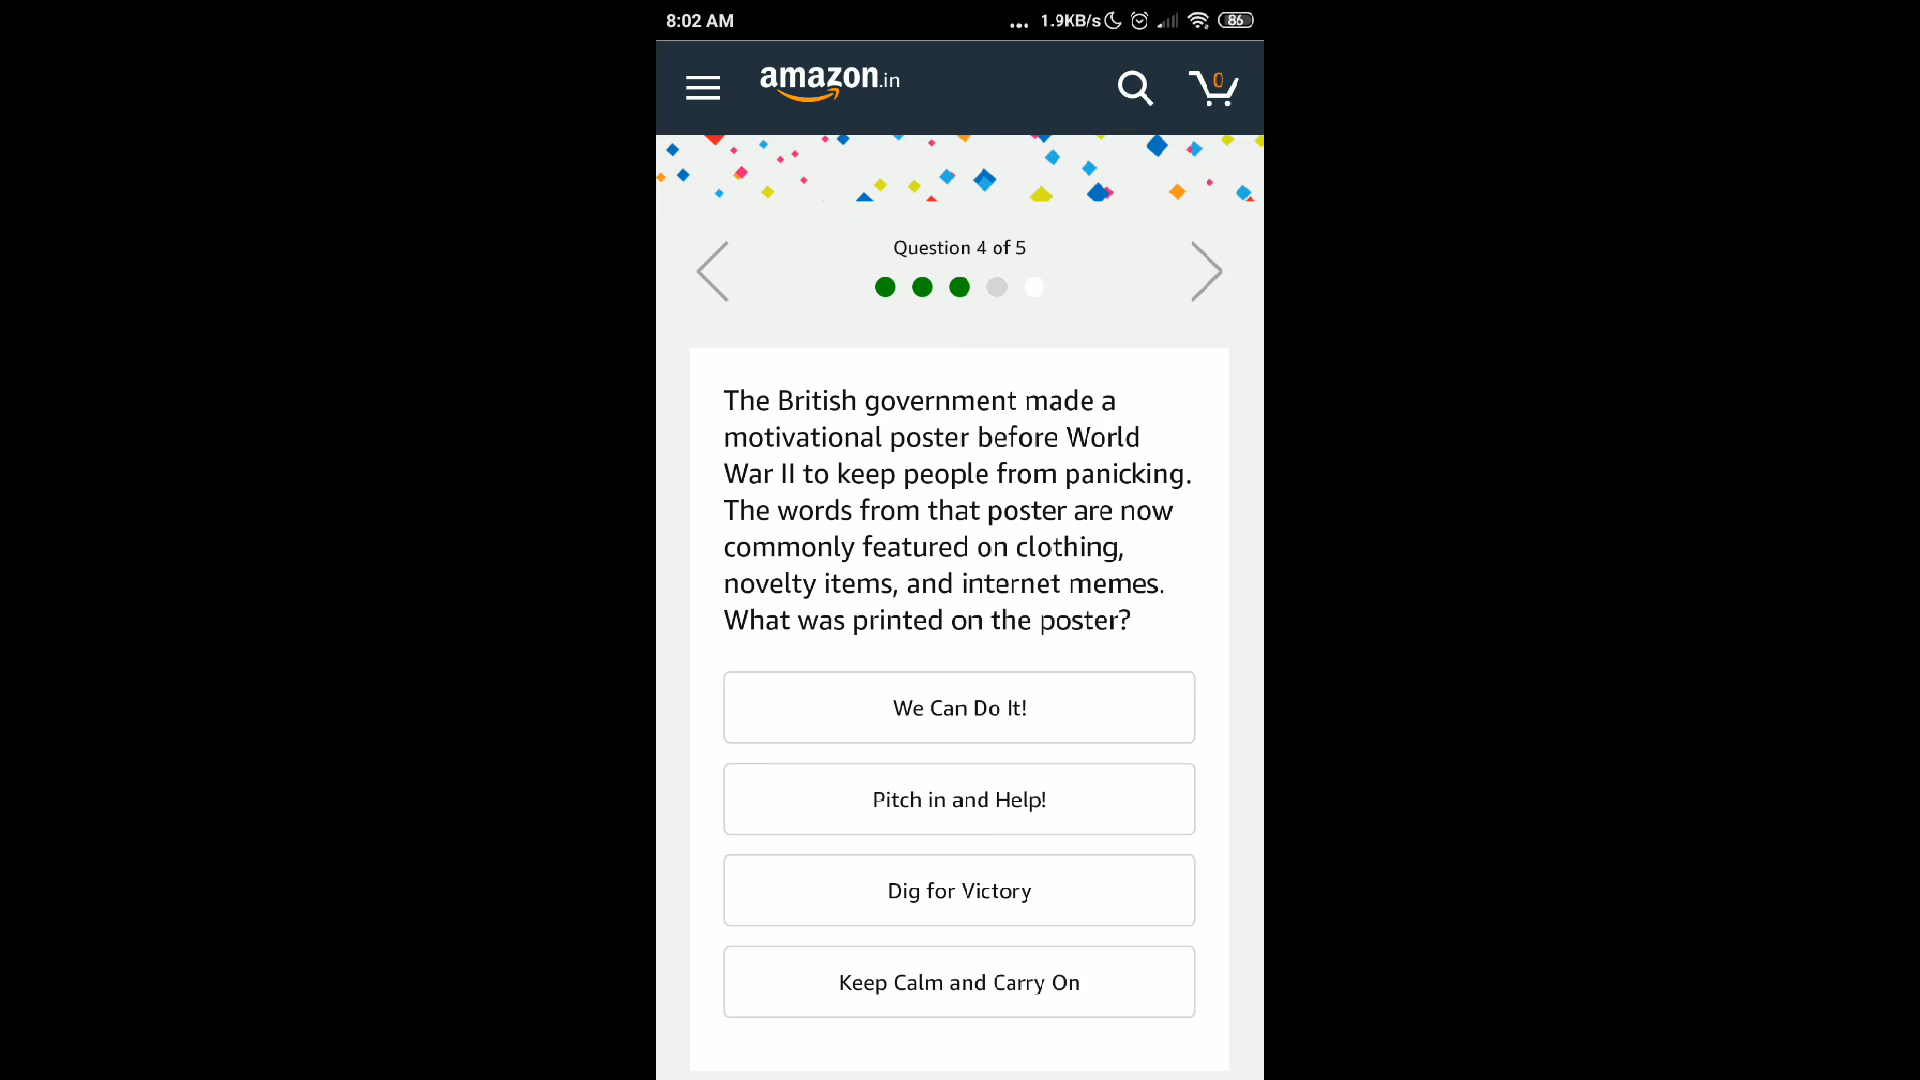 8:02 AM
... 1.9KB/s 86
amazon.in
0
Question 4 of 5
The British government made a
motivational poster before World
War II to keep people from panicking.
The words from that poster are now
commonly featured on clothing,
novelty items, and internet memes.
What was printed on the poster?
We Can Do It!
Pitch in and Help!
Dig for Victory
Keep Calm and Carry On